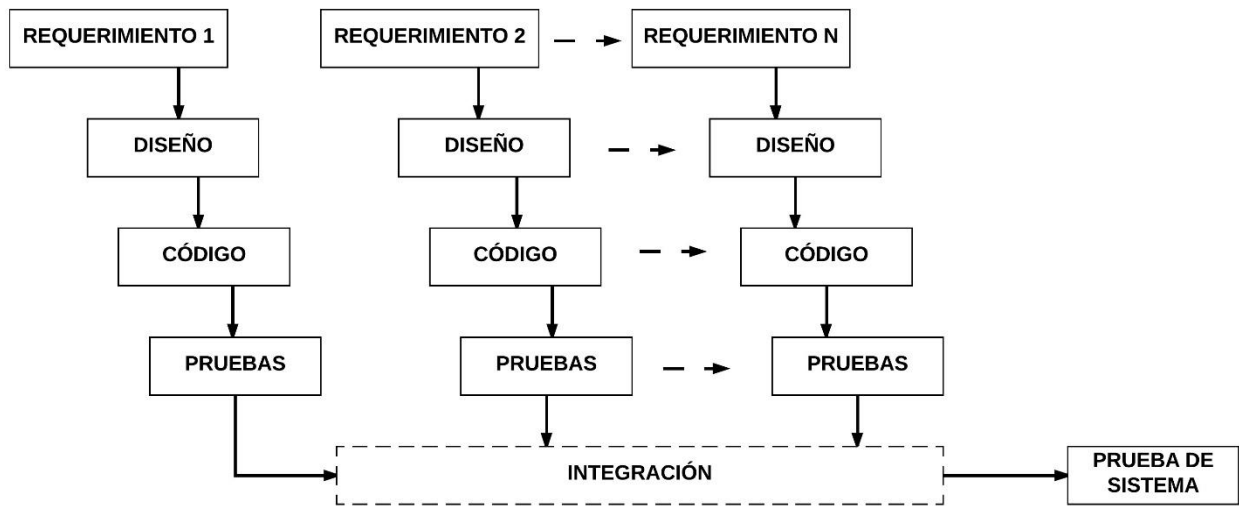 REQUERIMIENTO 1
REQUERIMIENTO 2
REQUERIMIENTO N
DISEÑO
DISEÑO
DISEÑO
CÓDIGO
CÓDIGO
CÓDIGO
PRUEBAS
PRUEBAS
PRUEBAS
INTEGRACIÓN
PRUEBA DE
SISTEMA